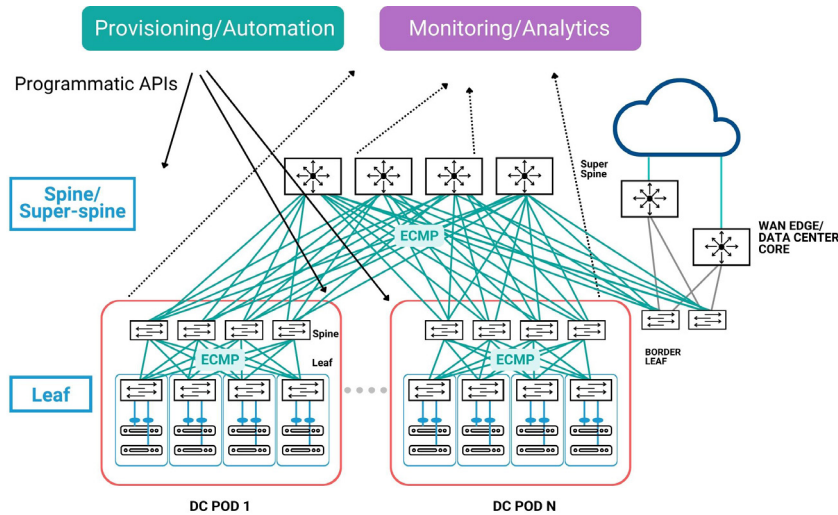 Provisioning/Automation
Monitoring/Analytics
Programmatic APIs
Super
Spine
Spine/
Super-spine
WAN EDGE/
DATA CENTER
CORE
ECMP
Spine
BORDER
LEAF
ECMP
ECMP
Leaf
Leaf
DC POD 1
DC POD N